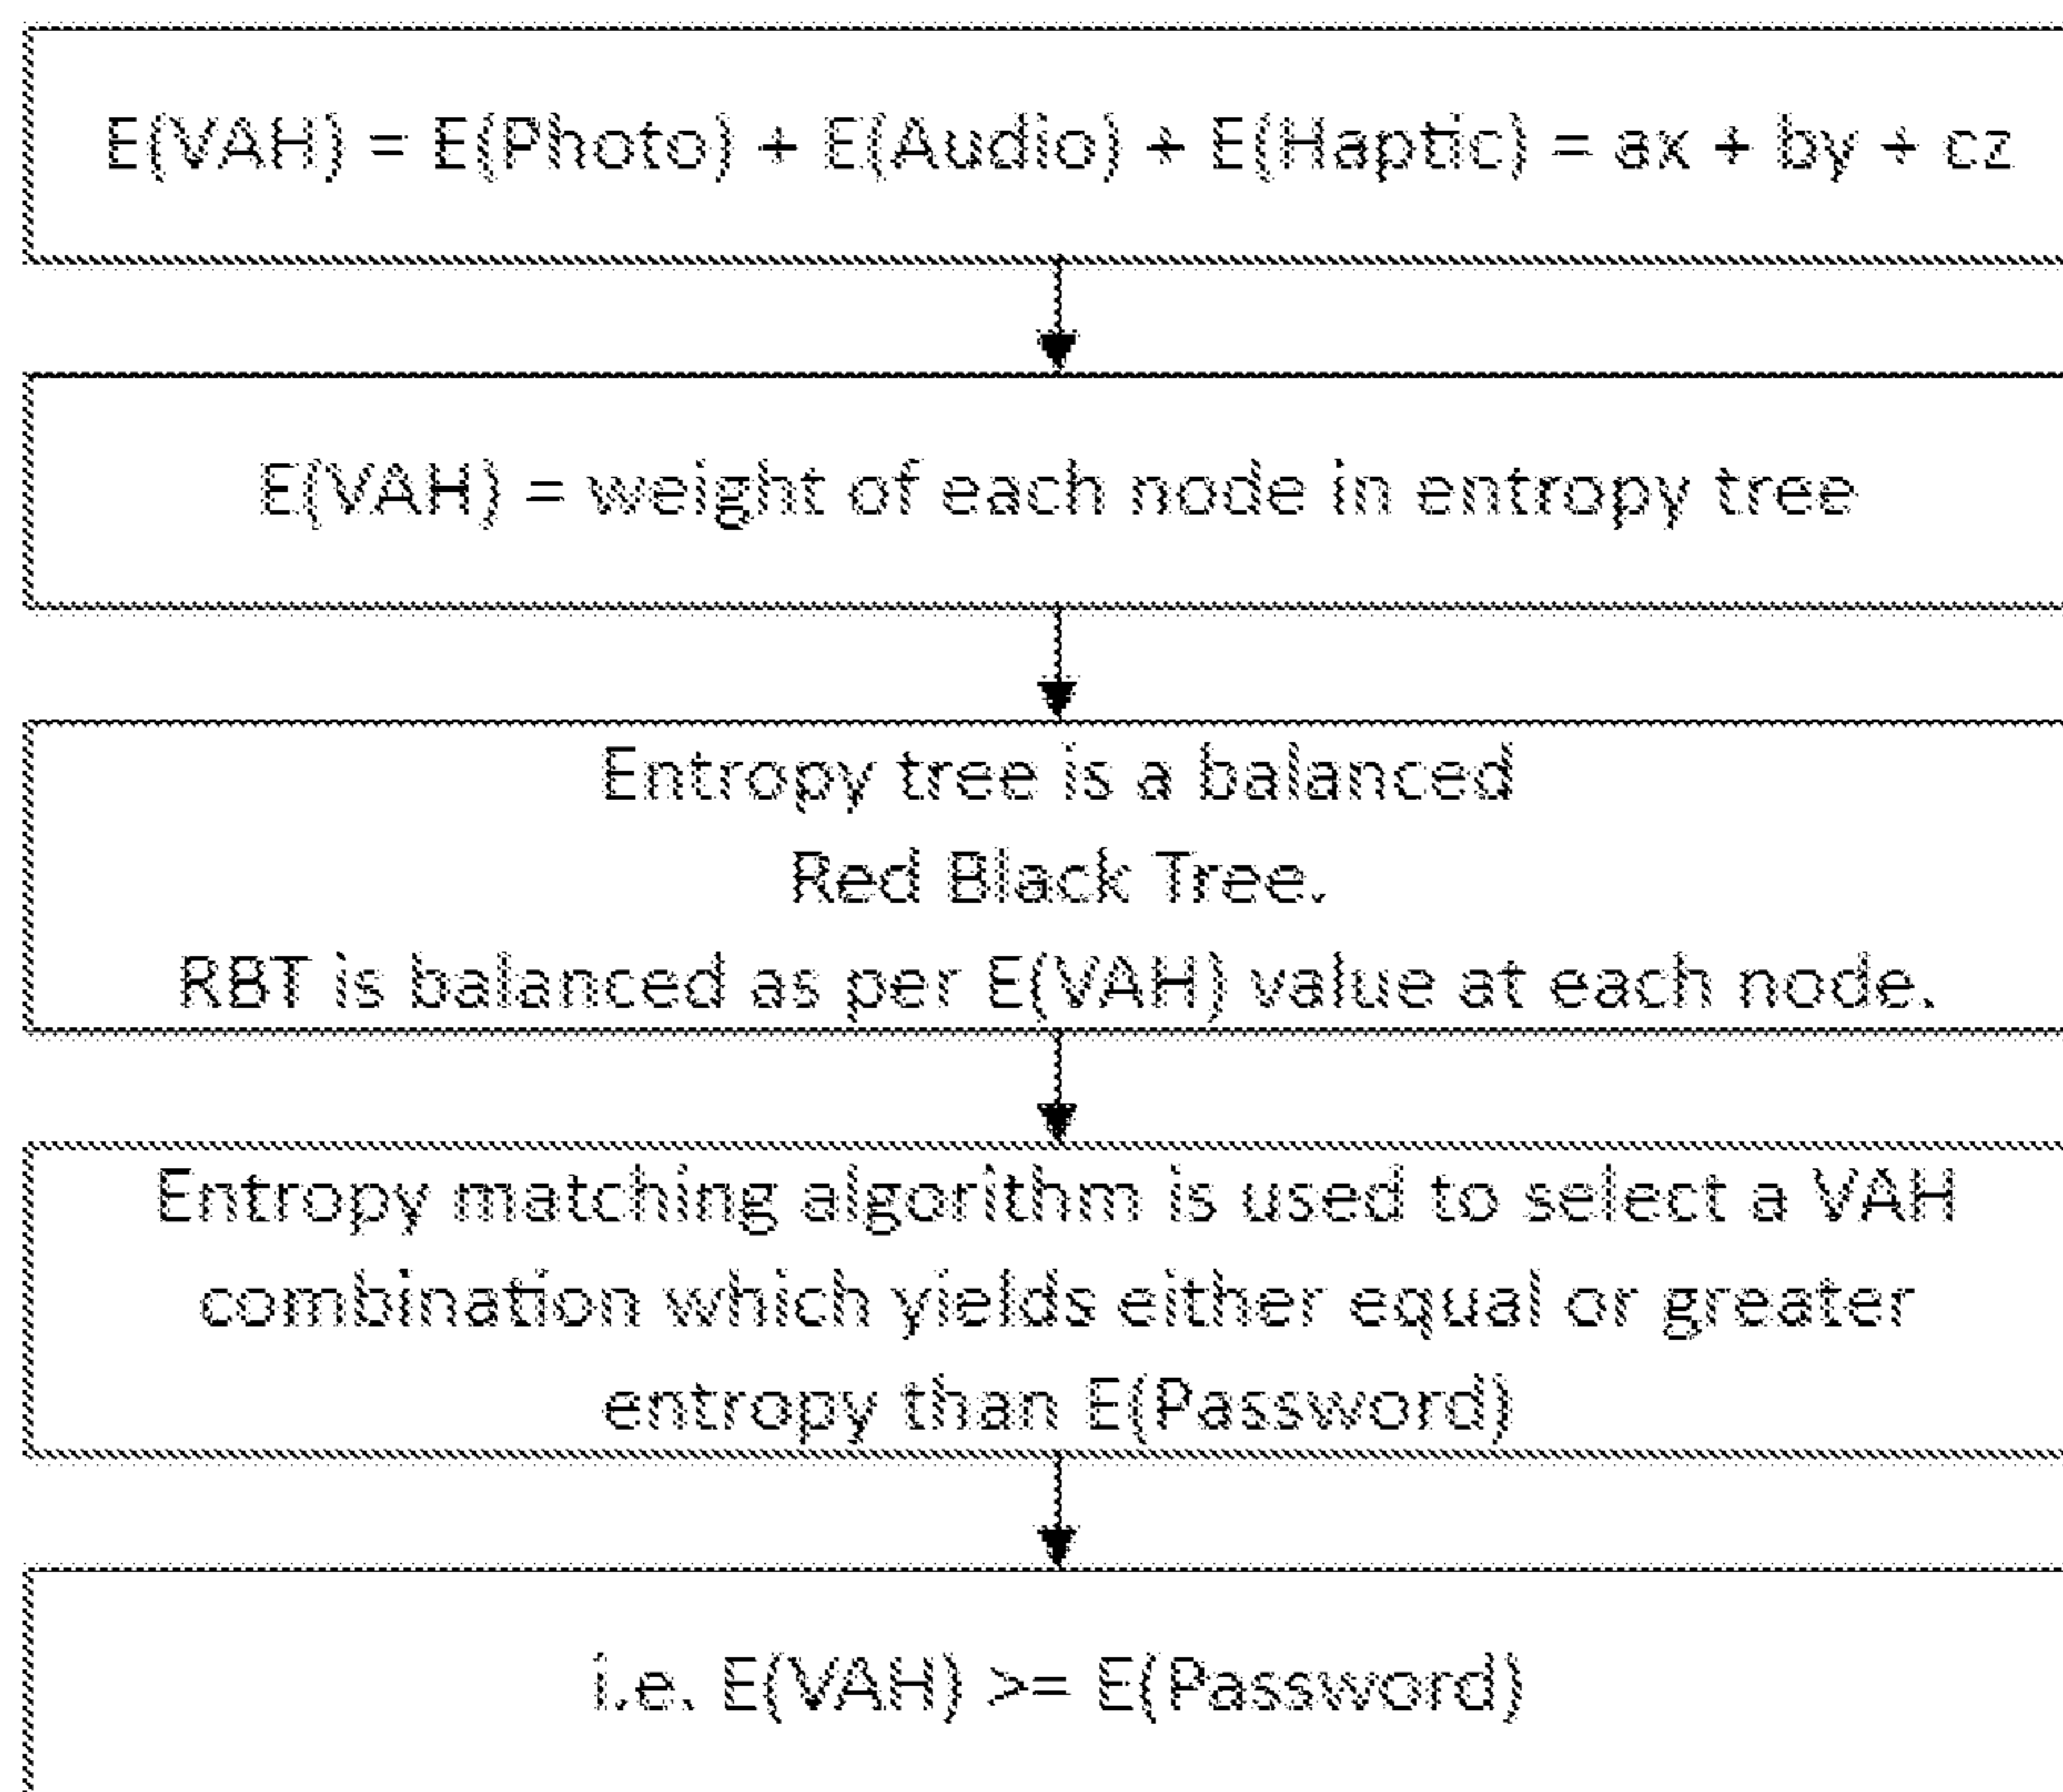 E(VAH) = E(Photo) + E(Audio) + E(Haptic) = ax + by + cz
E(VAH) = weight of each node in entropy tree
Entropy tree is a balanced
Red Black Tree.
RBT is balanced as per E(VAH) value at each node.
Entropy matching algorithm is used to select a VAH
combination which yields either equal or greater
entropy than E(Password)
i.e. E(VAH) >= E(Password)